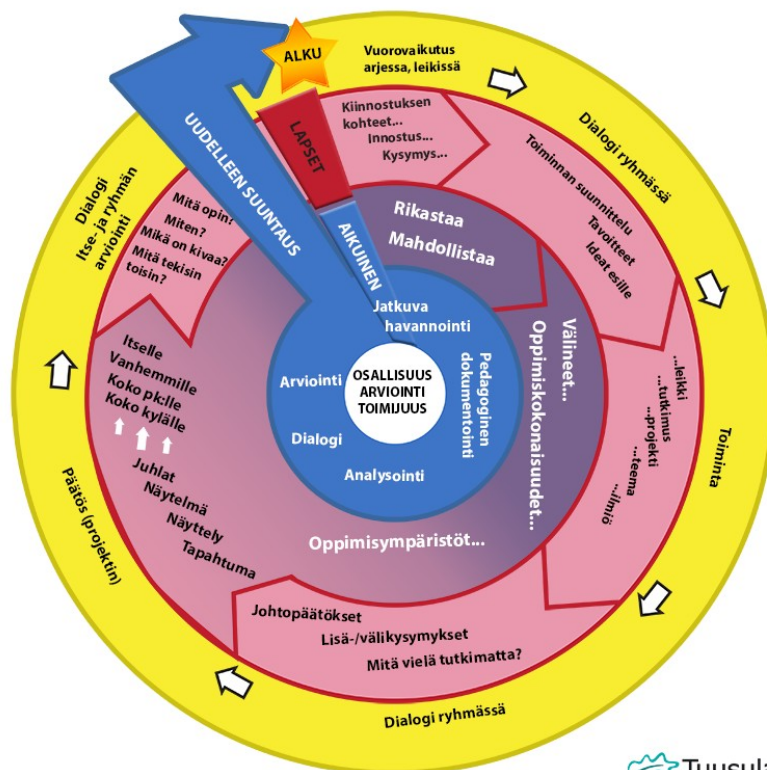 ALKU
Vuorovaikutus
arjessa, leikissä
Dialogi ryhmässä
Toiminta
Dialogi ryhmässä
Päätös (projektin)
Dialogi
Itse- ja ryhmän
arviointi
UUDELLEEN SUUNTAUS
LAPSET
AIKUINEN
Kiinnostuksen
kohteet...
Innostus...
Kysymys...
Toiminnan suunnittelu
Tavoitteet
Ideat esille
...leikki
...tutkimus
...projekti
...teema
...ilmiö
Johtopäätökset
Lisä-/välikysymykset
Mitä vielä tutkimatta?
Itselle
Vanhemmille
Koko pk:lle
Koko kylälle
Juhlat
Näytelmä
Näyttely
Tapahtuma
Mitä opin?
Miten?
Mikä on kivaa?
Mitä tekisin
toisin?
Rikastaa
Mahdollistaa
Välineet...
Oppimiskokonaisuudet...
Oppimisympäristöt...
Jatkuva
havannointi
Pedagoginen
dokumentointi
Analysointi
Dialogi
Arviointi
OSALLISUUS
ARVIOINTI
TOIMIJUUS
Tuusula